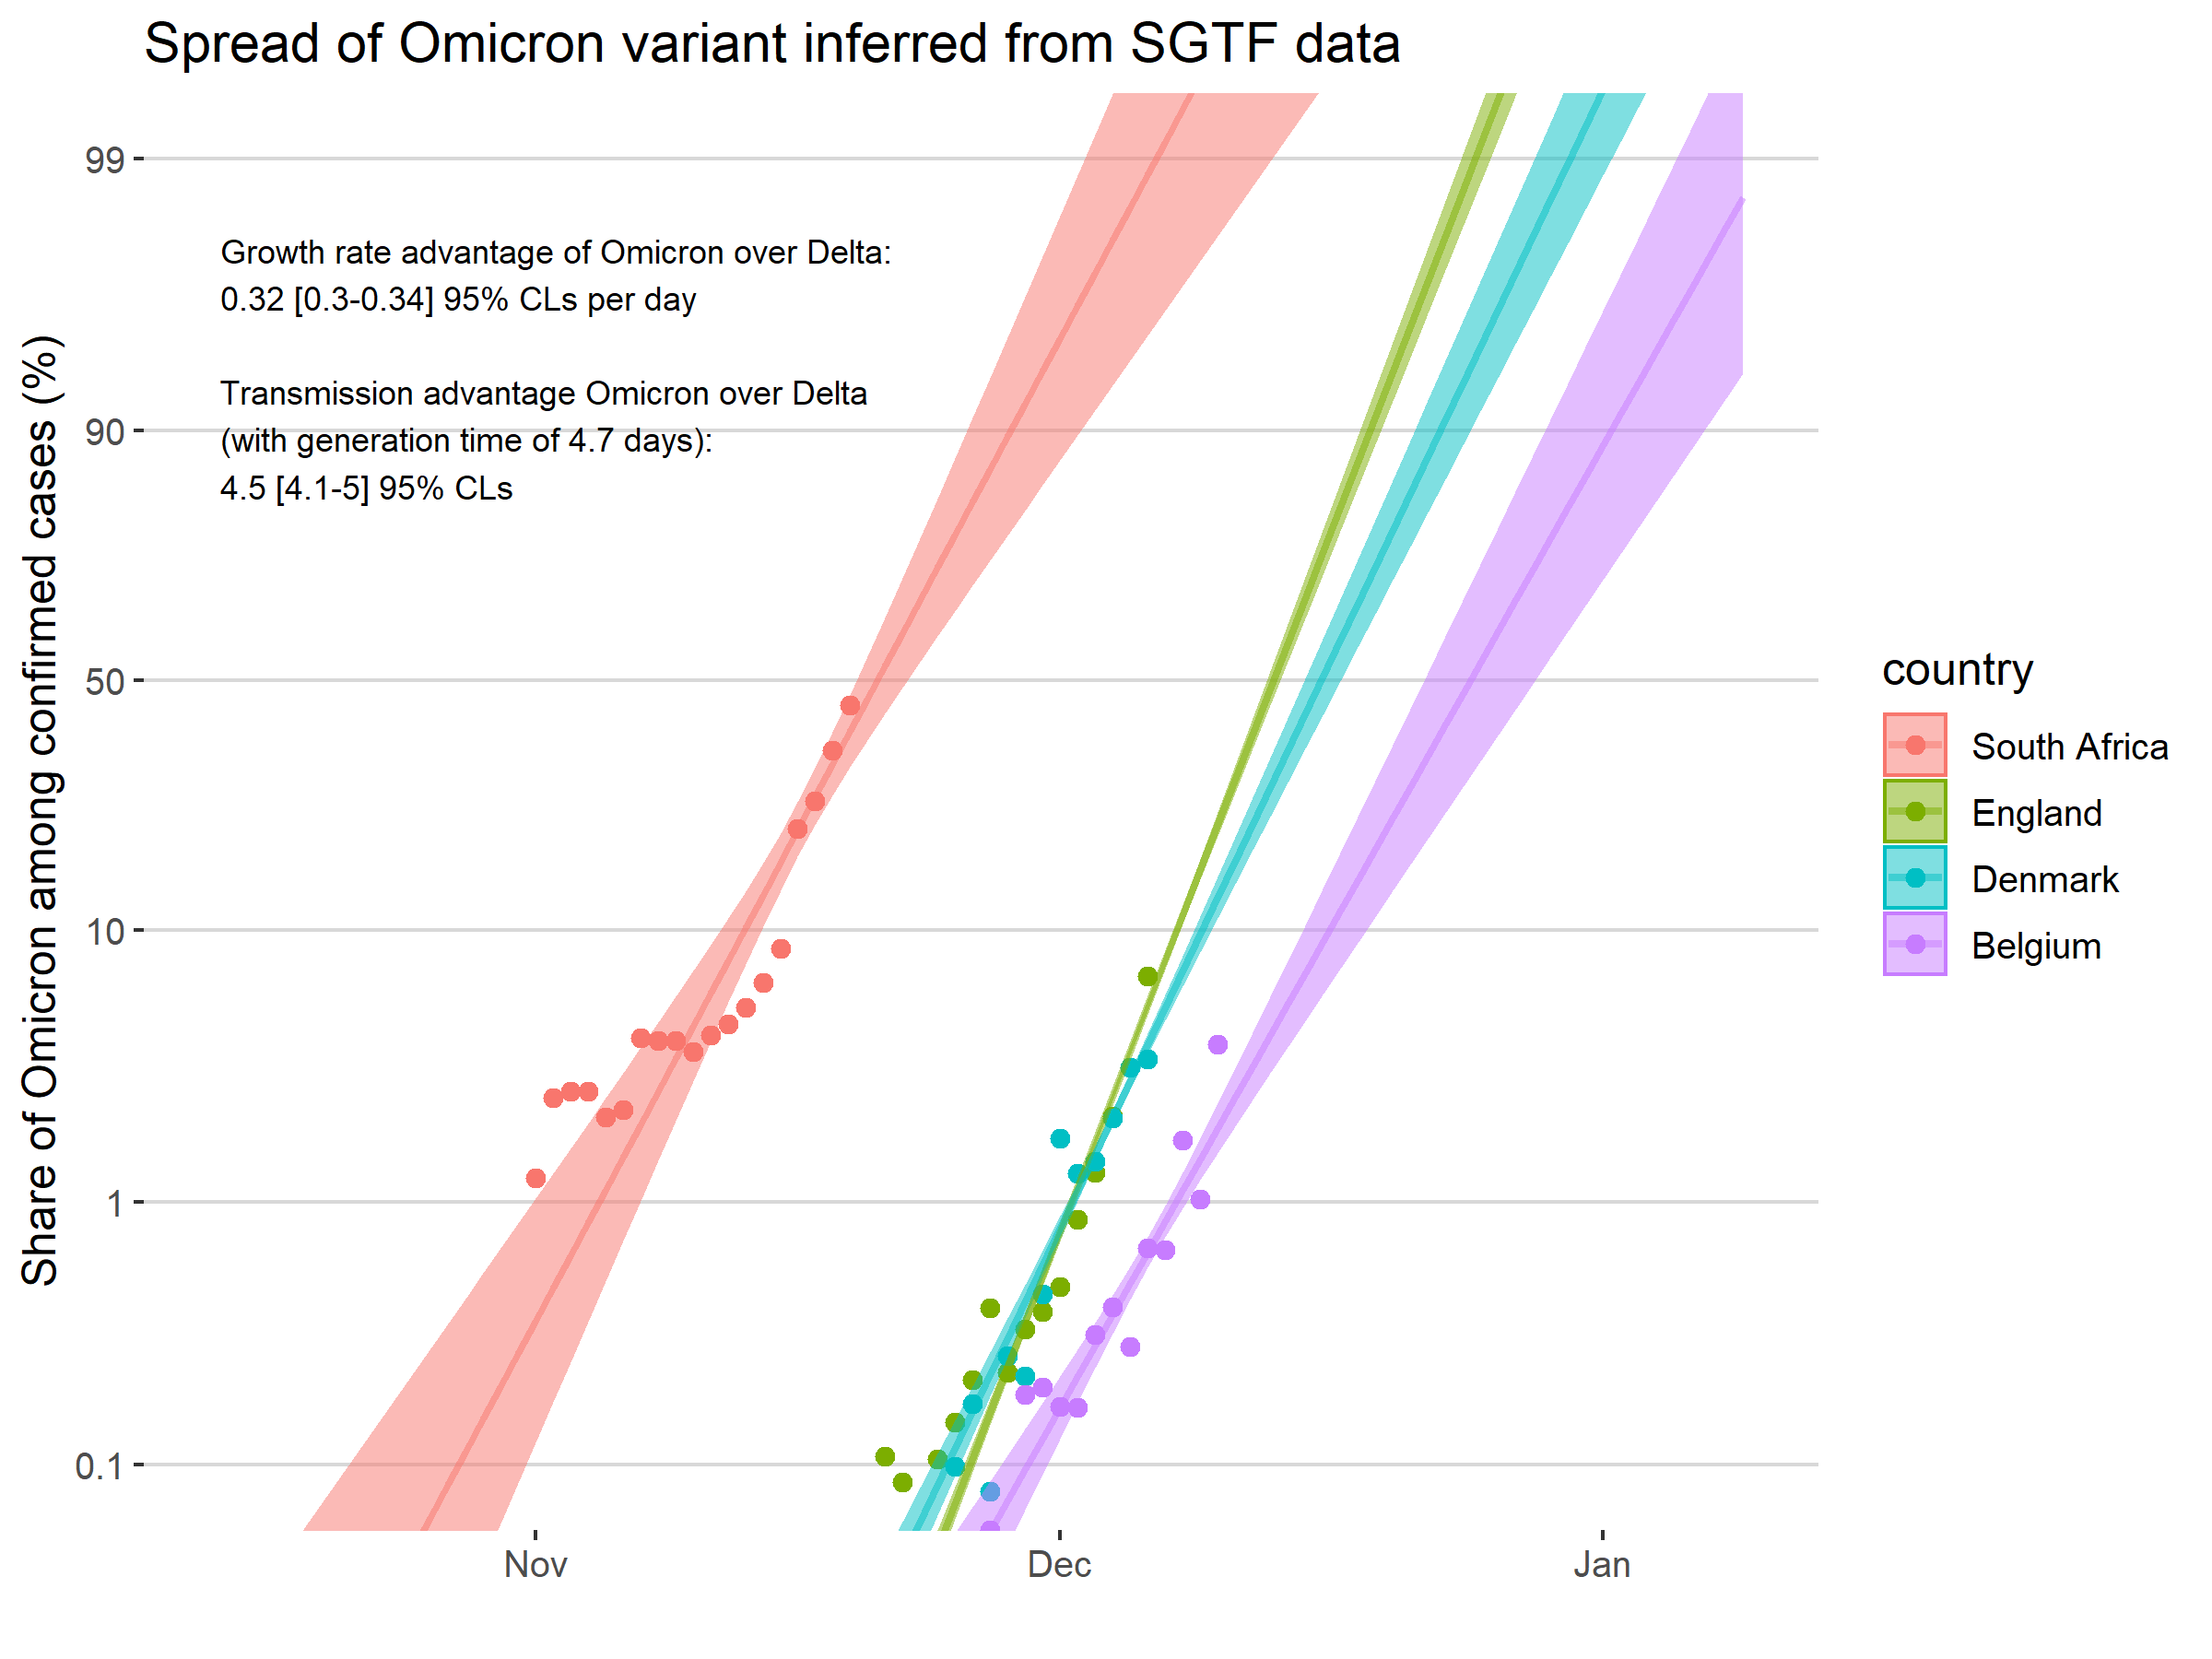 Spread of Omicron variant inferred from SGTF data
Share of Omicron among confirmed cases (%)
99
90
50
10
1
0.1
Growth rate advantage of Omicron over Delta:
0.32 [0.3-0.34] 95% CLs per day
Transmission advantage Omicron over Delta
(with generation time of 4.7 days):
4.5 [4.1-5] 95% CLs
Nov
Dec
Jan
country
South Africa
England
Denmark
Belgium